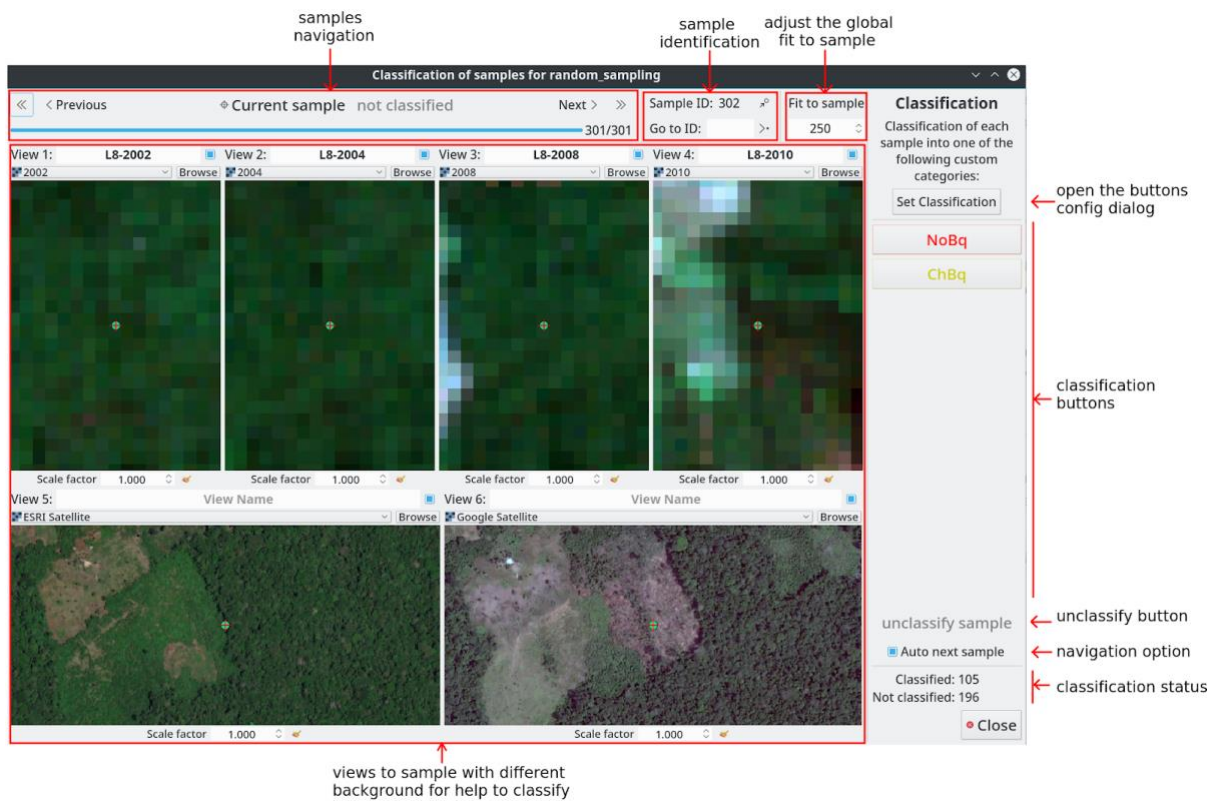 samples
navigation
sample
identification
adjust the global
fit to sample
Classification of samples for random_sampling
Previous
Current sample not classified
Next
301/301
Sample ID: 302
Go to ID:
Fit to sample
250
Classification
Classification of each
sample into one of the
following custom
categories:
Set Classification
NoBq
ChBq
View 1: L8-2002
2002 Browse
View 2: L8-2004
2004 Browse
View 3: L8-2008
2008 Browse
View 4: L8-2010
2010 Browse
Scale factor 1.000
Scale factor 1.000
Scale factor 1.000
Scale factor 1.000
View 5: View Name
ESRI Satellite Browse
View 6: View Name
Google Satellite Browse
Scale factor 1.000
Scale factor 1.000
unclassify sample
Auto next sample
Classified: 105
Not classified: 196
Close
open the buttons
config dialog
classification
buttons
unclassify button
navigation option
classification status
views to sample with different
background for help to classify